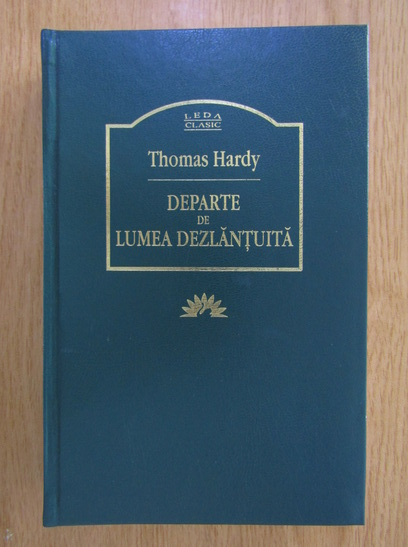 LEDA
CLASIC
Thomas Hardy
DEPARTE
DE
LUMEA DEZLĂNȚUITĂ